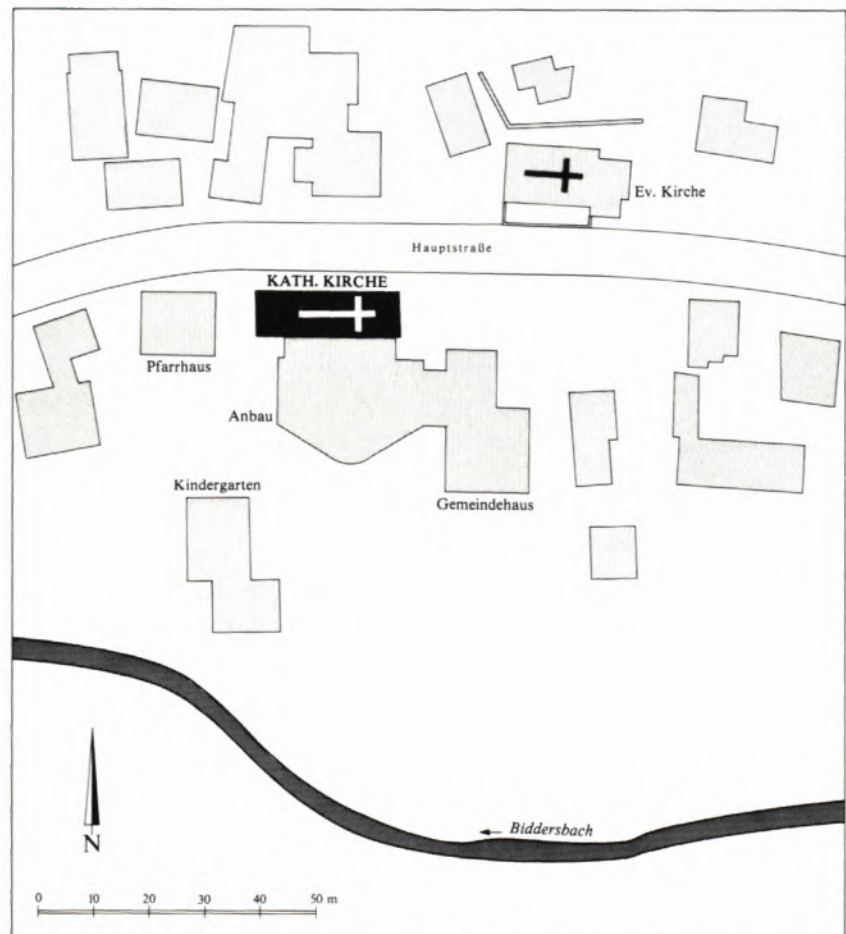 Ev. Kirche
Hauptstraße
KATH. KIRCHE
Pfarrhaus
Anbau
Kindergarten
Gemeindehaus
Biddersbach
N
0 10 20 30 40 50 m